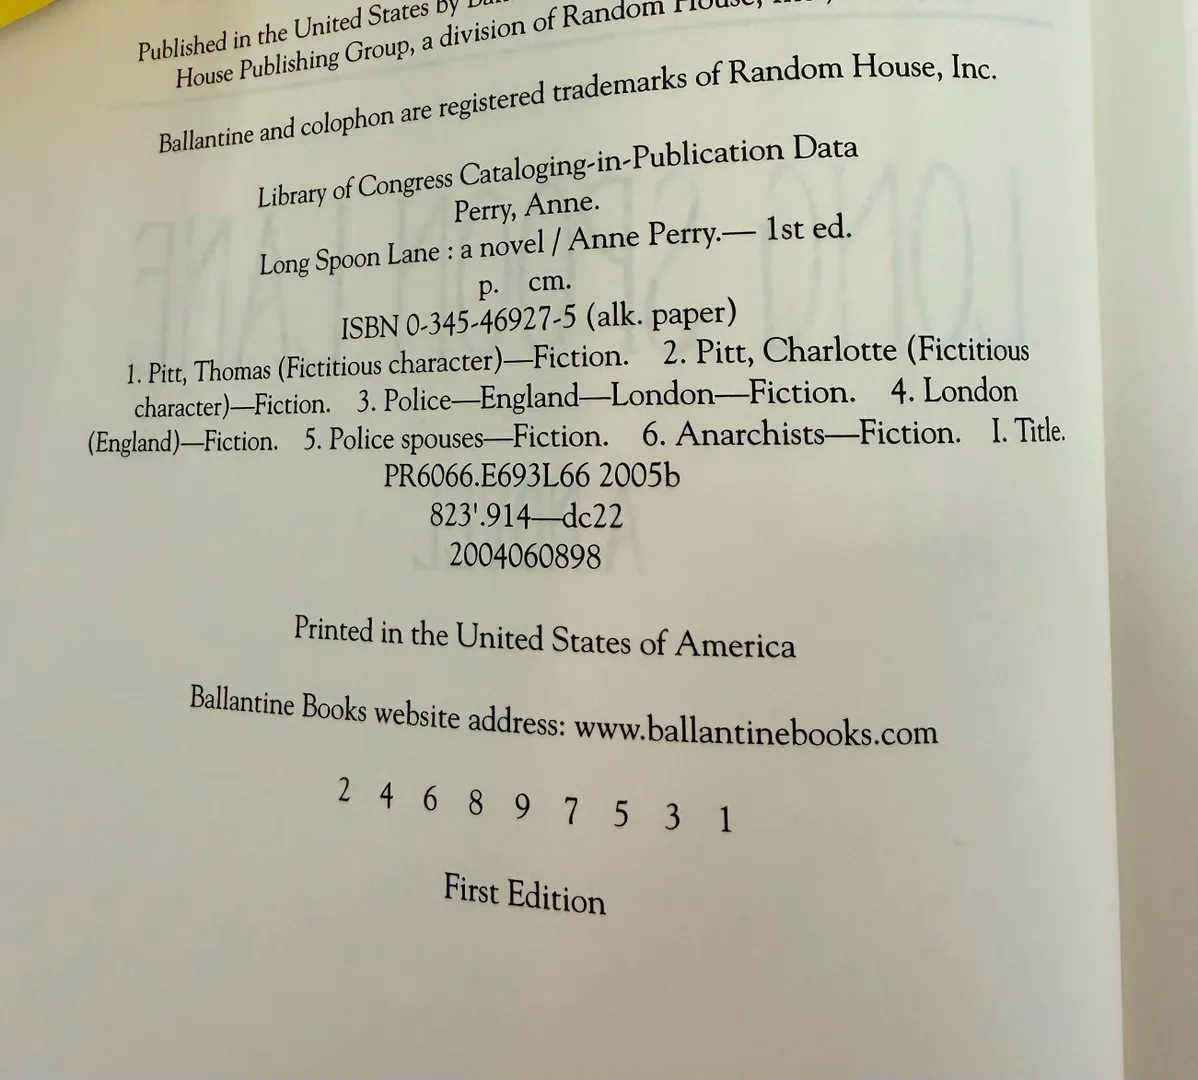 Published in the United States by
House Publishing Group, a division of Random House,
Ballantine and colophon are registered trademarks of Random House, Inc.
Library of Congress Cataloging-in-Publication Data
Perry, Anne.
Long Spoon Lane : a novel / Anne Perry.— 1st ed.
p. cm.
ISBN 0-345-46927-5 (alk. paper)
1. Pitt, Thomas (Fictitious character)—Fiction. 2. Pitt, Charlotte (Fictitious
character)—Fiction. 3. Police—England—London—Fiction. 4. London
(England)—Fiction. 5. Police spouses—Fiction. 6. Anarchists—Fiction. I. Title.
PR6066.E693L66 2005b
823'.914—dc22
2004060898
Printed in the United States of America
Ballantine Books website address: www.ballantinebooks.com
2 4 6 8 9 7 5 3 1
First Edition